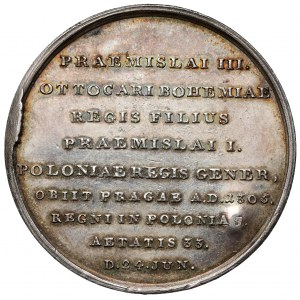 PRAEMISLAI III.
OTTOCARI BOHEMIAE
REGIS FILIUS
PRAEMISLAI I.
POLONIAE REGIS GENER,
OBIIT PRAGAE A.D. 1305.
REGNI IN POLONIA 5
AETATIS 33.
D. 24. JUN.